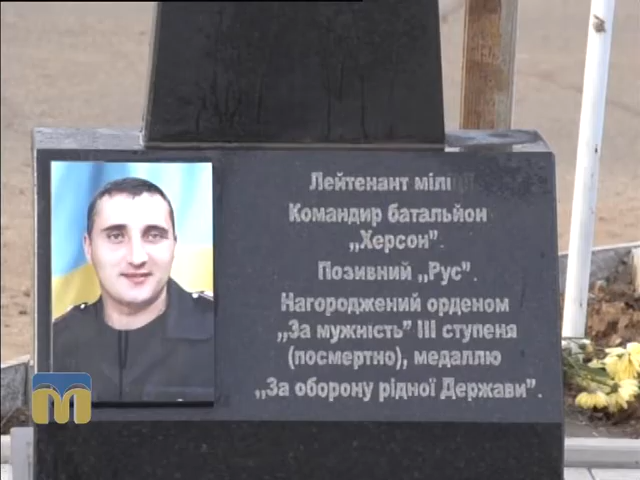 Лейтенант
Командир батальйон
„Херсон”.
Позивний „Рус”.
Нагороджений орденом
„За мужність” III ступеня
(посмертно), медаллю
„За оборону рідної Держави”.
m